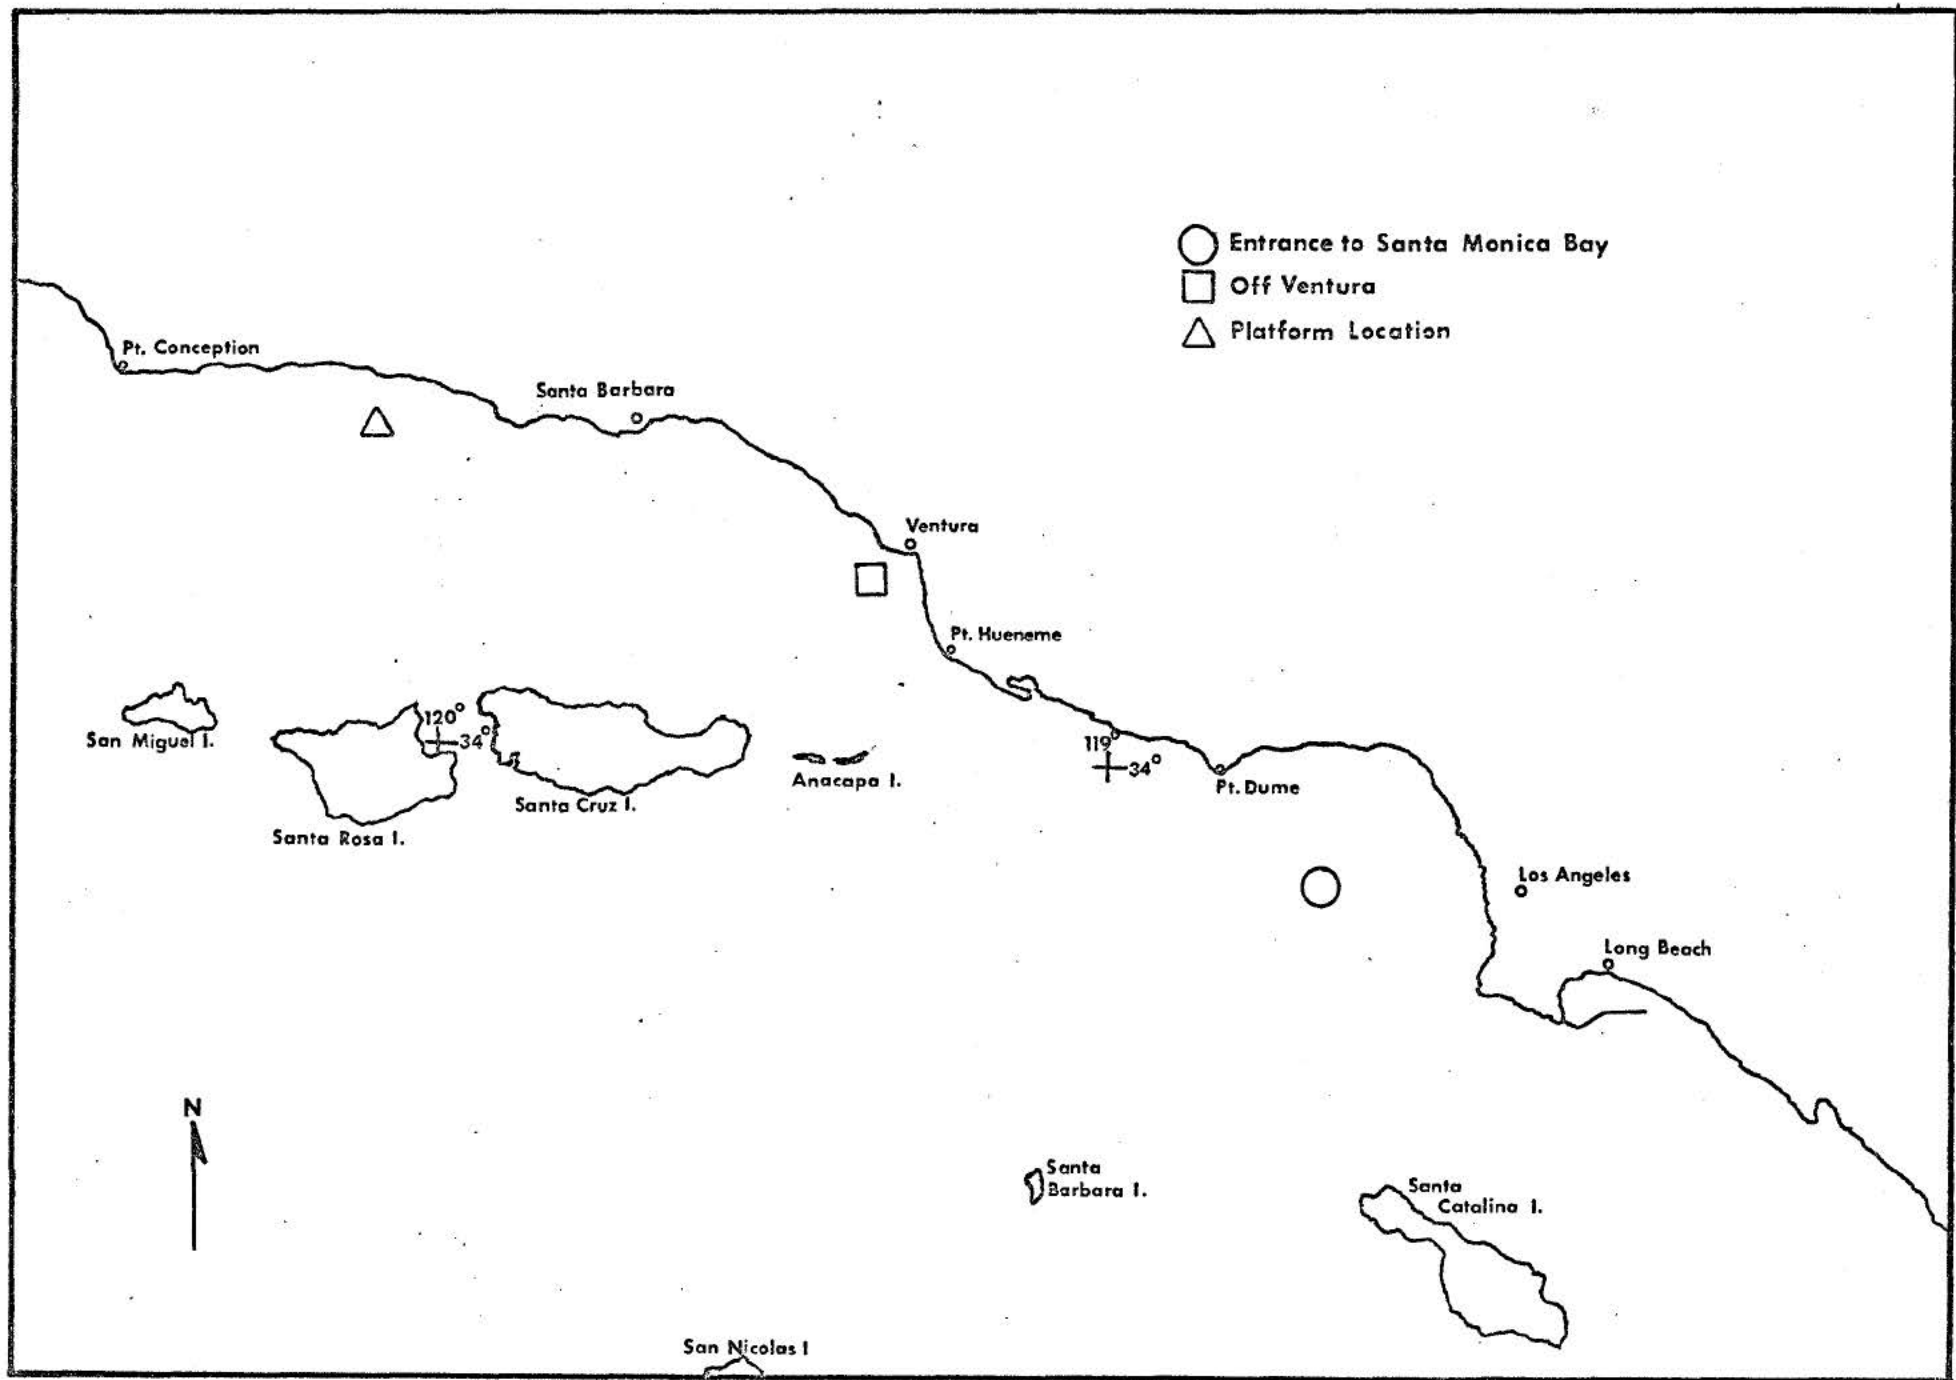 Entrance to Santa Monica Bay
Off Ventura
Platform Location
Pt. Conception
Santa Barbara
Ventura
Pt. Hueneme
120°
34°
San Miguel I.
119°
34°
Anacapa I.
Pt. Dume
Santa Cruz I.
Santa Rosa I.
Los Angeles
Long Beach
N
Santa
Barbara I.
Santa
Catalina I.
San Nicolas I